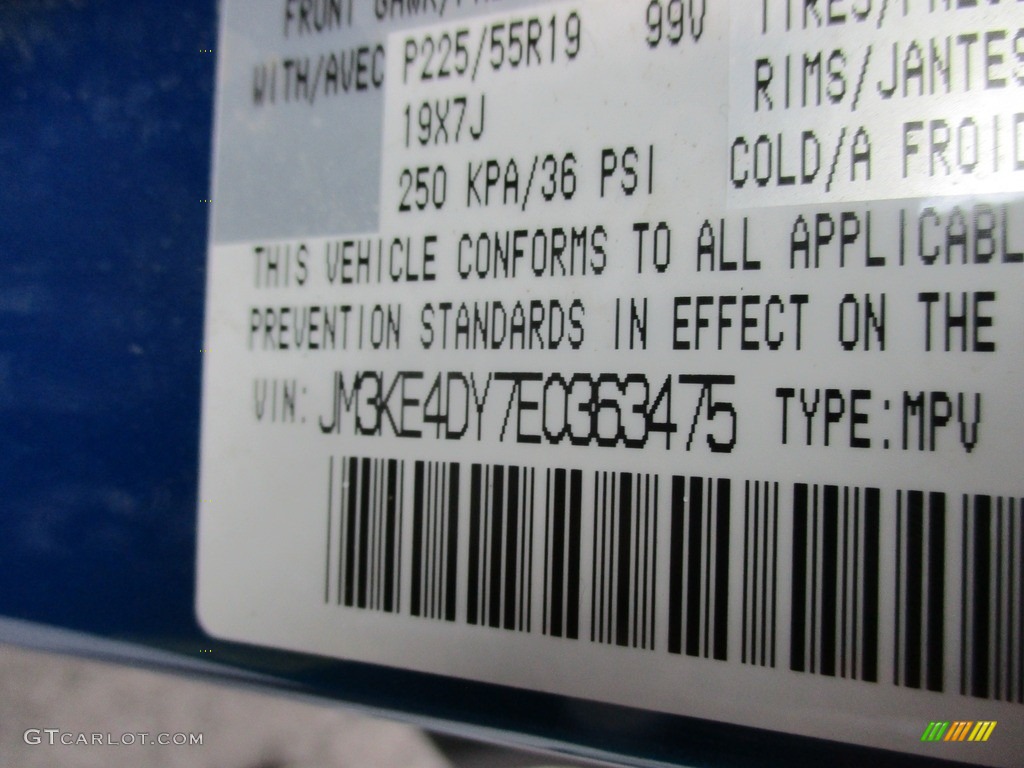 FRONT
WITH/AVEC P225/55R19 99V
19X7J RIMS/JANTES
250 KPA/36 PSI COLD/A FROID
THIS VEHICLE CONFORMS TO ALL APPLICABL
PREVENTION STANDARDS IN EFFECT ON THE
VIN: JM3KE4DY7E0363475 TYPE:MPV
GTCARLOT.COM